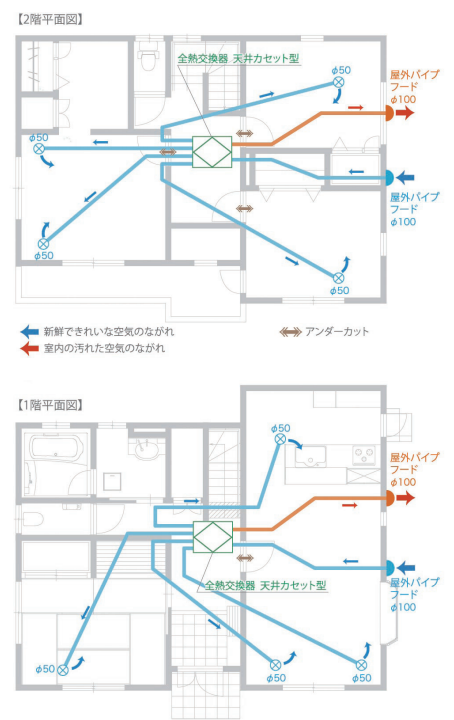 【2階平面図】
全熱交換器 天井カセット型
φ50
屋外パイプ
フード
φ100
φ50
屋外パイプ
フード
φ100
φ50
φ50
新鮮できれいな空気のながれ
アンダーカット
室内の汚れた空気のながれ
【1階平面図】
φ50
屋外パイプ
フード
φ100
屋外パイプ
フード
φ100
全熱交換器 天井カセット型
φ50
φ50
φ50